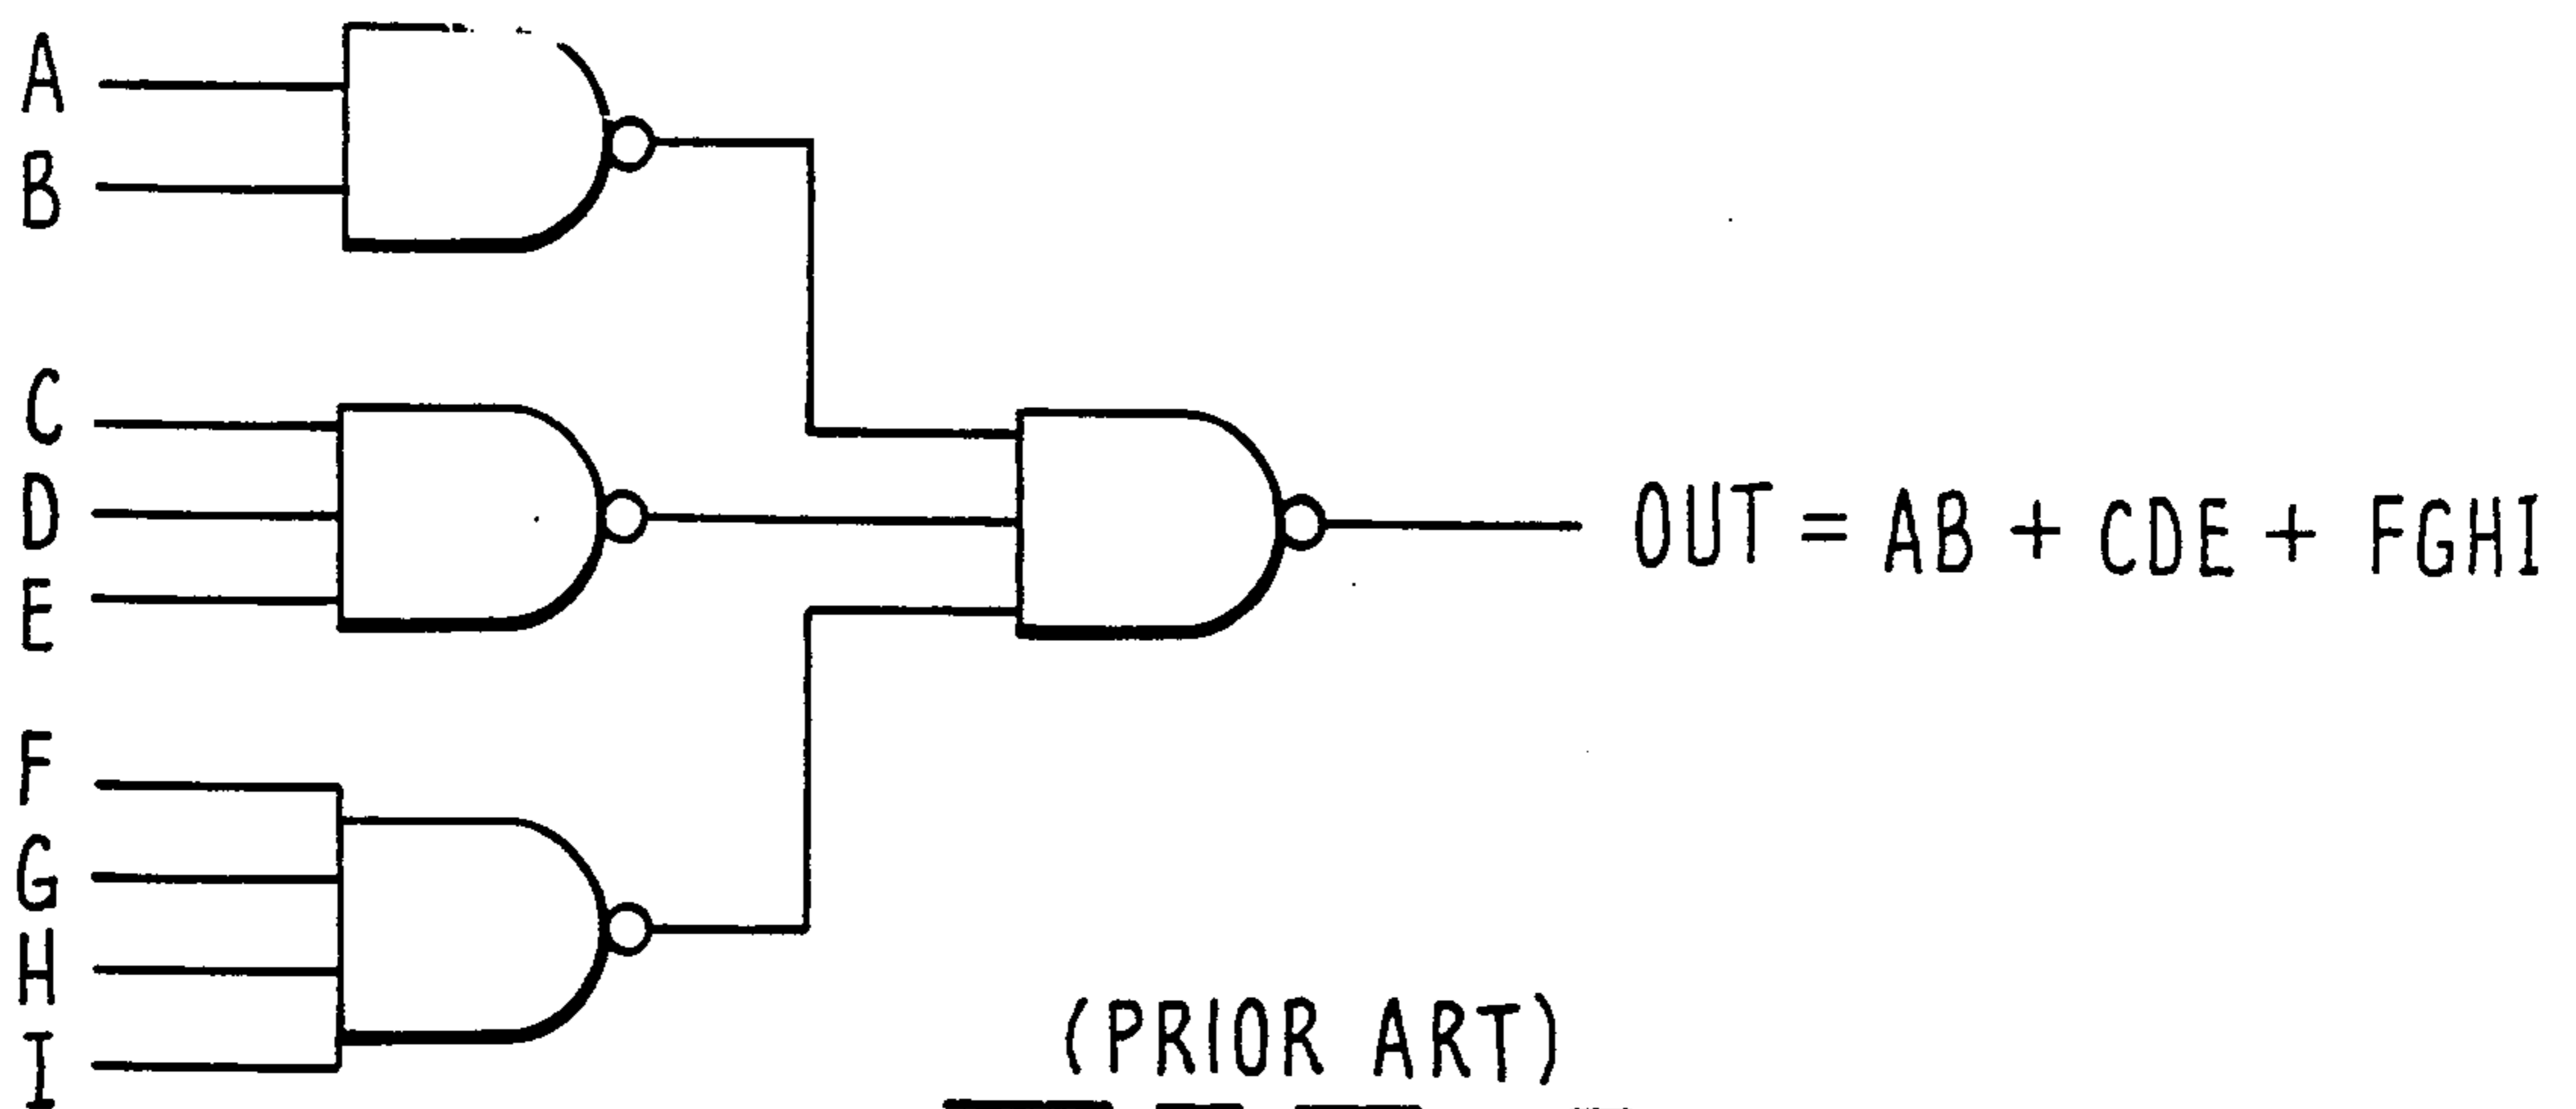 A
B
C
D
E
OUT = AB + CDE + FGHI
F
G
H
I
(PRIOR ART)